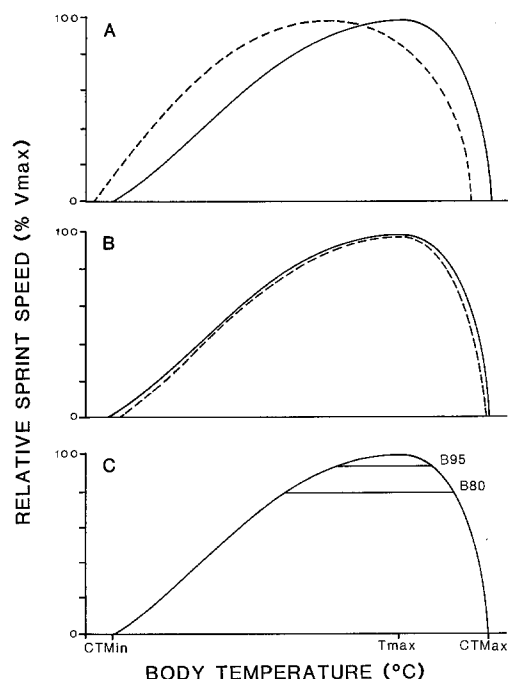 RELATIVE SPRINT SPEED (% Vmax)
100
A
0
100
B
0
100
C
B95
B80
0
CTMin
Tmax
CTMax
BODY TEMPERATURE (°C)